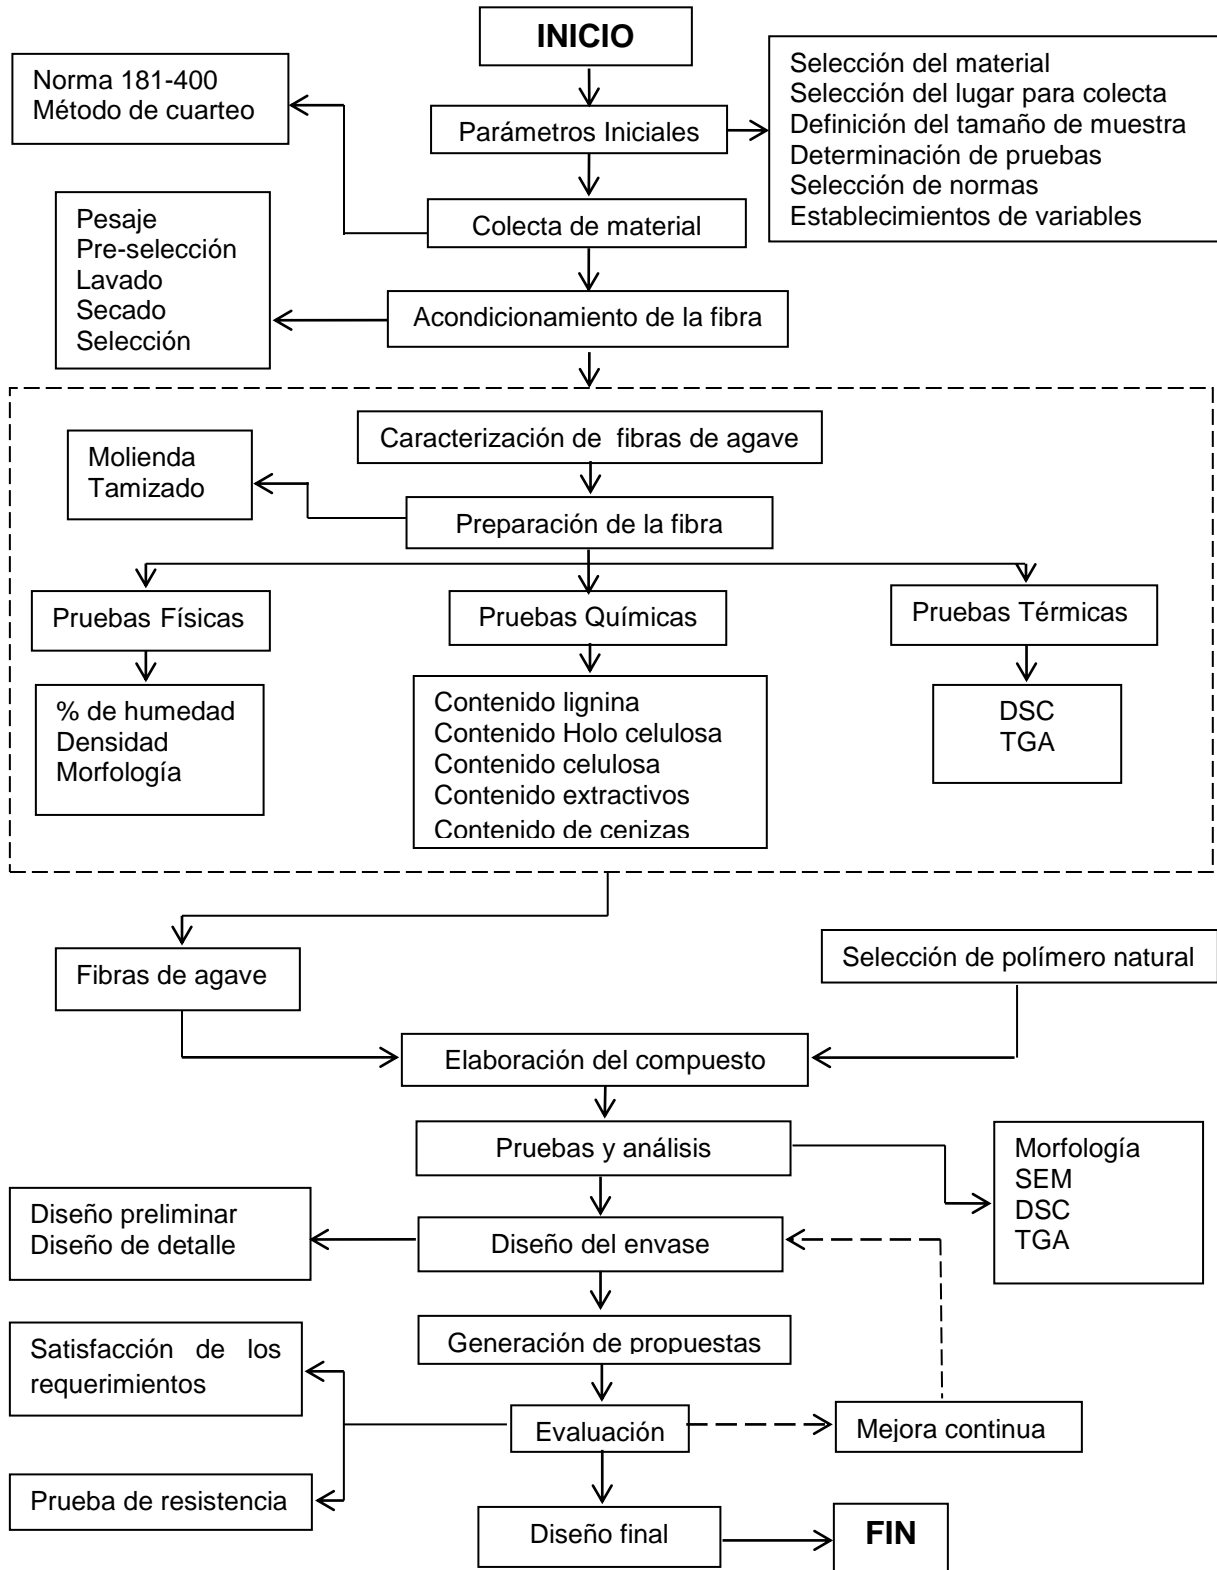 INICIO
Norma 181-400
Método de cuarteo
Parámetros Iniciales
Selección del material
Selección del lugar para colecta
Definición del tamaño de muestra
Determinación de pruebas
Selección de normas
Establecimientos de variables
Colecta de material
Pesaje
Pre-selección
Lavado
Secado
Selección
Acondicionamiento de la fibra
Caracterización de fibras de agave
Molienda
Tamizado
Preparación de la fibra
Pruebas Físicas
Pruebas Químicas
Pruebas Térmicas
% de humedad
Densidad
Morfología
Contenido lignina
Contenido Holo celulosa
Contenido celulosa
Contenido extractivos
Contenido de cenizas
DSC
TGA
Fibras de agave
Selección de polímero natural
Elaboración del compuesto
Pruebas y análisis
Morfología
SEM
DSC
TGA
Diseño preliminar
Diseño de detalle
Diseño del envase
Generación de propuestas
Satisfacción de los
requerimientos
Evaluación
Mejora continua
Prueba de resistencia
Diseño final
FIN